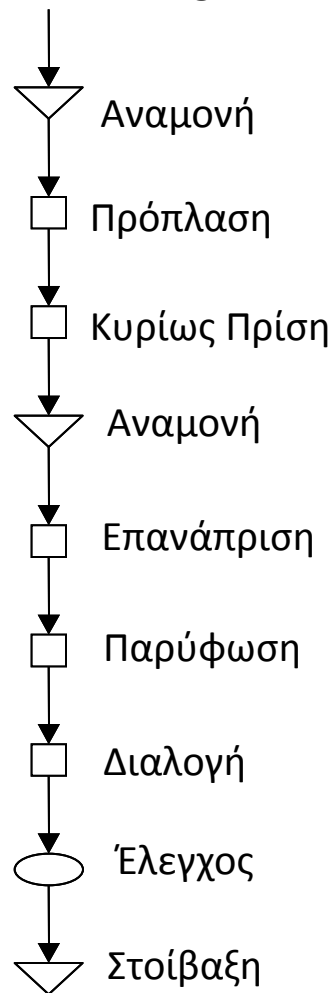 Αναμονή
Πρόπλαση
Κυρίως Πρίση
Αναμονή
Επανάπριση
Παρύφωση
Διαλογή
Έλεγχος
Στοίβαξη